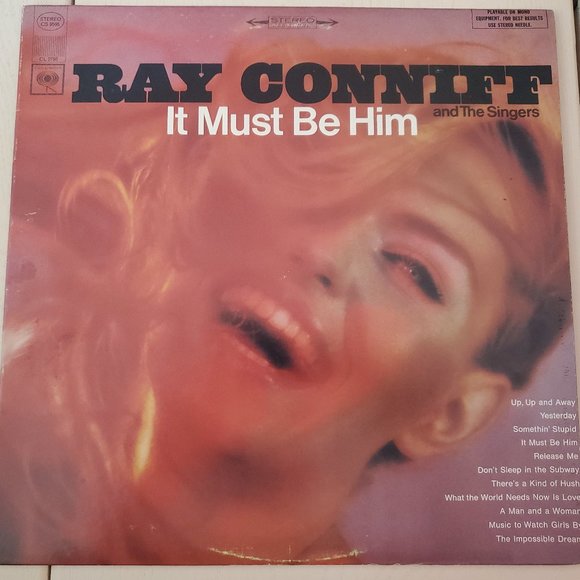 STEREO
CS 9595
CL 2795
STEREO
PLAYABLE ON MONO
EQUIPMENT. FOR BEST RESULTS
USE STEREO NEEDLE.
RAY CONNIFF
and The Singers
It Must Be Him
Up, Up and Away
Yesterday
Somethin' Stupid
It Must Be Him
Release Me
Don't Sleep in the Subway
There's a Kind of Hush
What the World Needs Now Is Love
A Man and a Woman
Music to Watch Girls By
The Impossible Dream